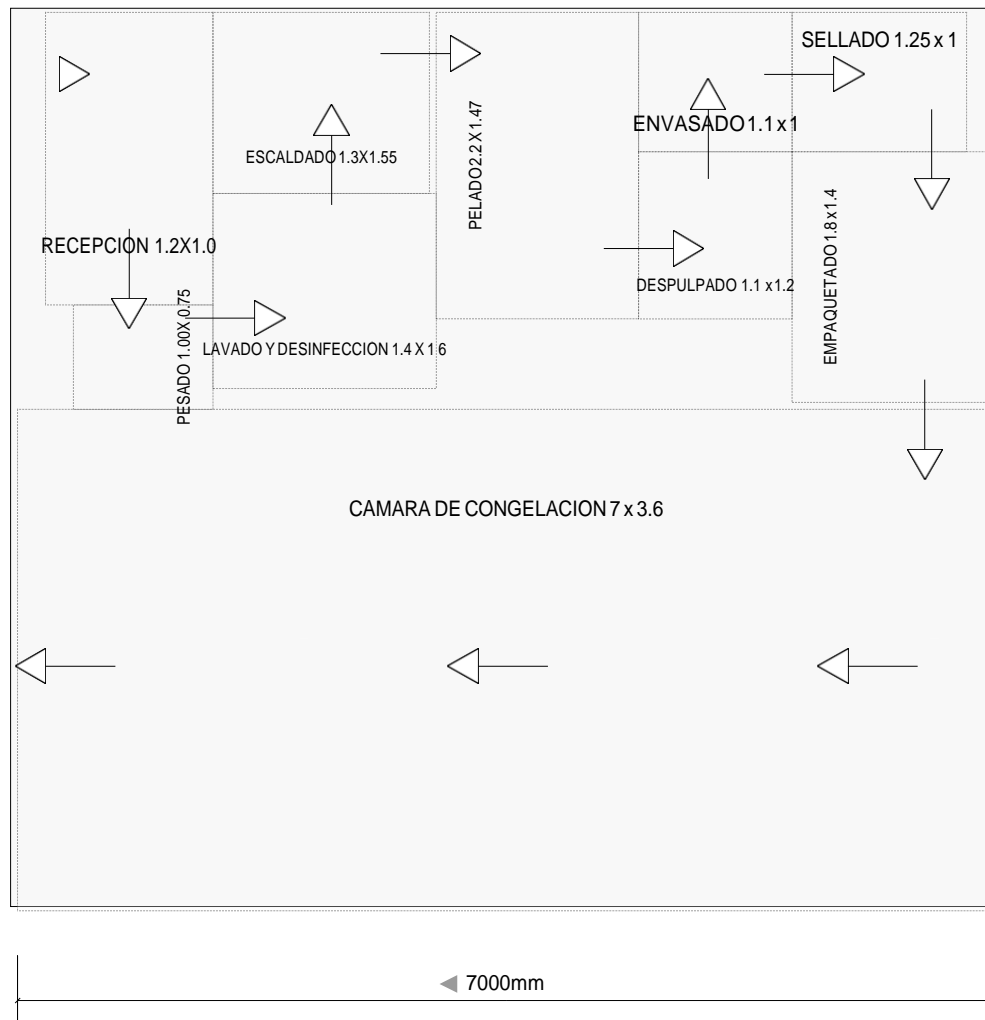 SELLADO 1.25 x 1
ENVASADO 1.1 x 1
PELADO 2.2 X 1.47
ESCALDADO 1.3X1.55
RECEPCION 1.2X1.0
EMPAQUETADO 1.8 x 1.4
DESPULPADO 1.1 x1.2
PESADO 1.00X 0.75
LAVADO Y DESINFECCION 1.4 X 1 6
CAMARA DE CONGELACION 7 x 3.6
7000mm